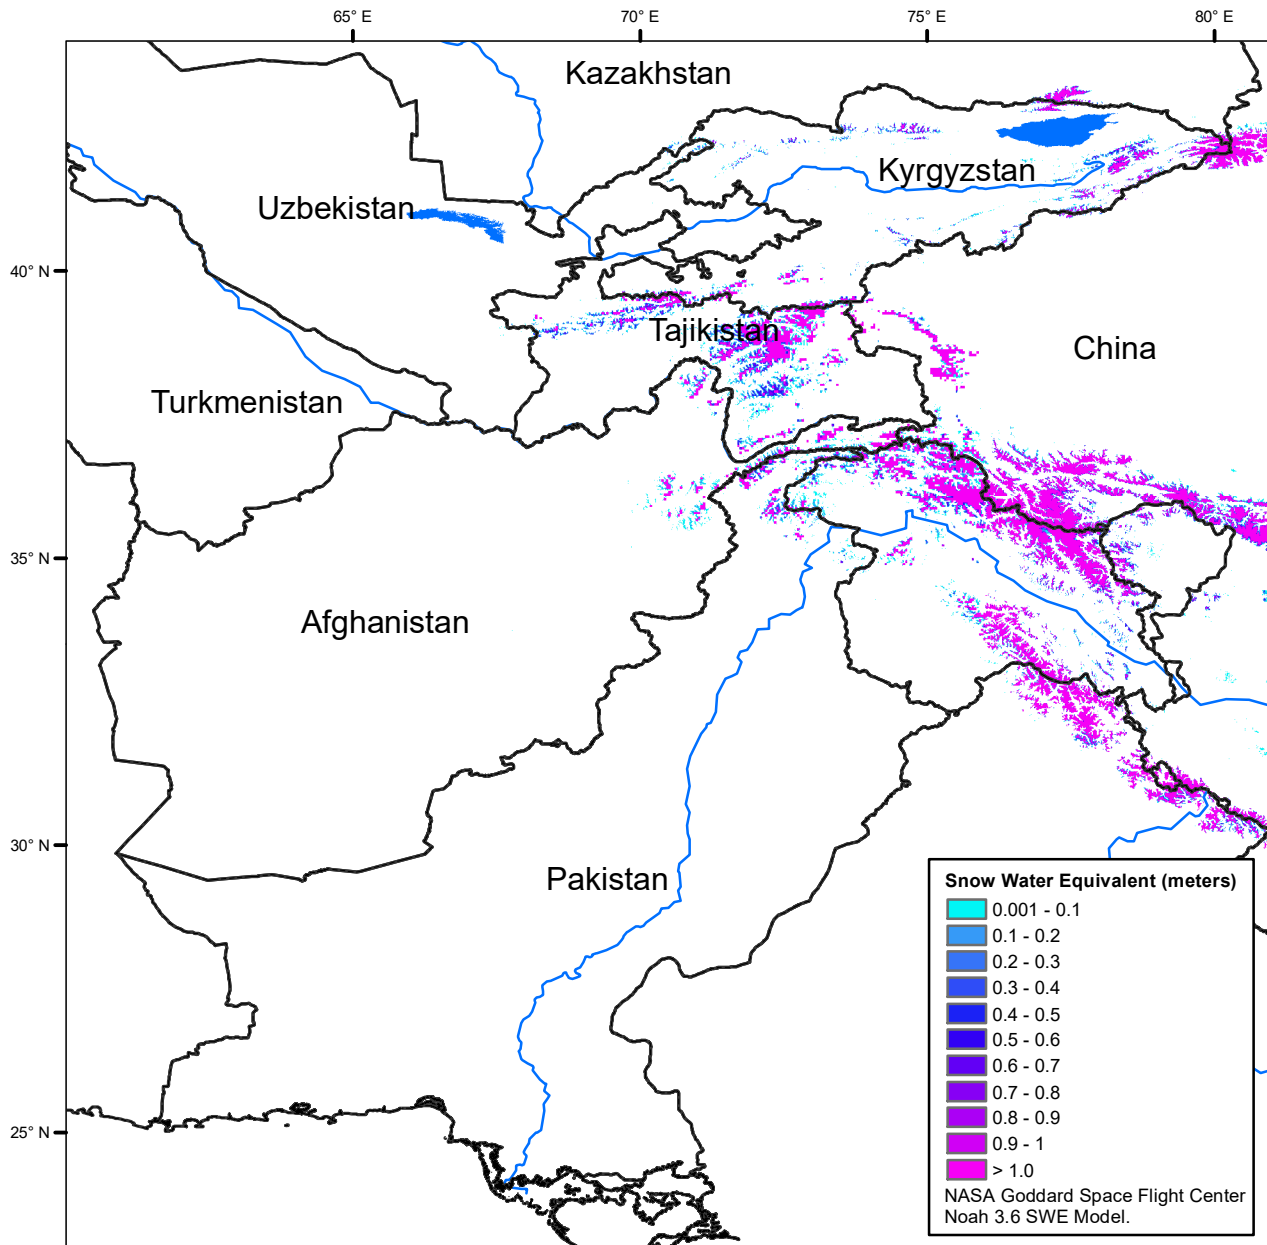 65° E
70° E
75° E
80° E
Kazakhstan
Kyrgyzstan
Uzbekistan
40° N
Tajikistan
China
Turkmenistan
35° N
Afghanistan
30° N
Pakistan
25° N
Snow Water Equivalent (meters)
0.001 - 0.1
0.1 - 0.2
0.2 - 0.3
0.3 - 0.4
0.4 - 0.5
0.5 - 0.6
0.6 - 0.7
0.7 - 0.8
0.8 - 0.9
0.9 - 1
> 1.0
NASA Goddard Space Flight Center
Noah 3.6 SWE Model.